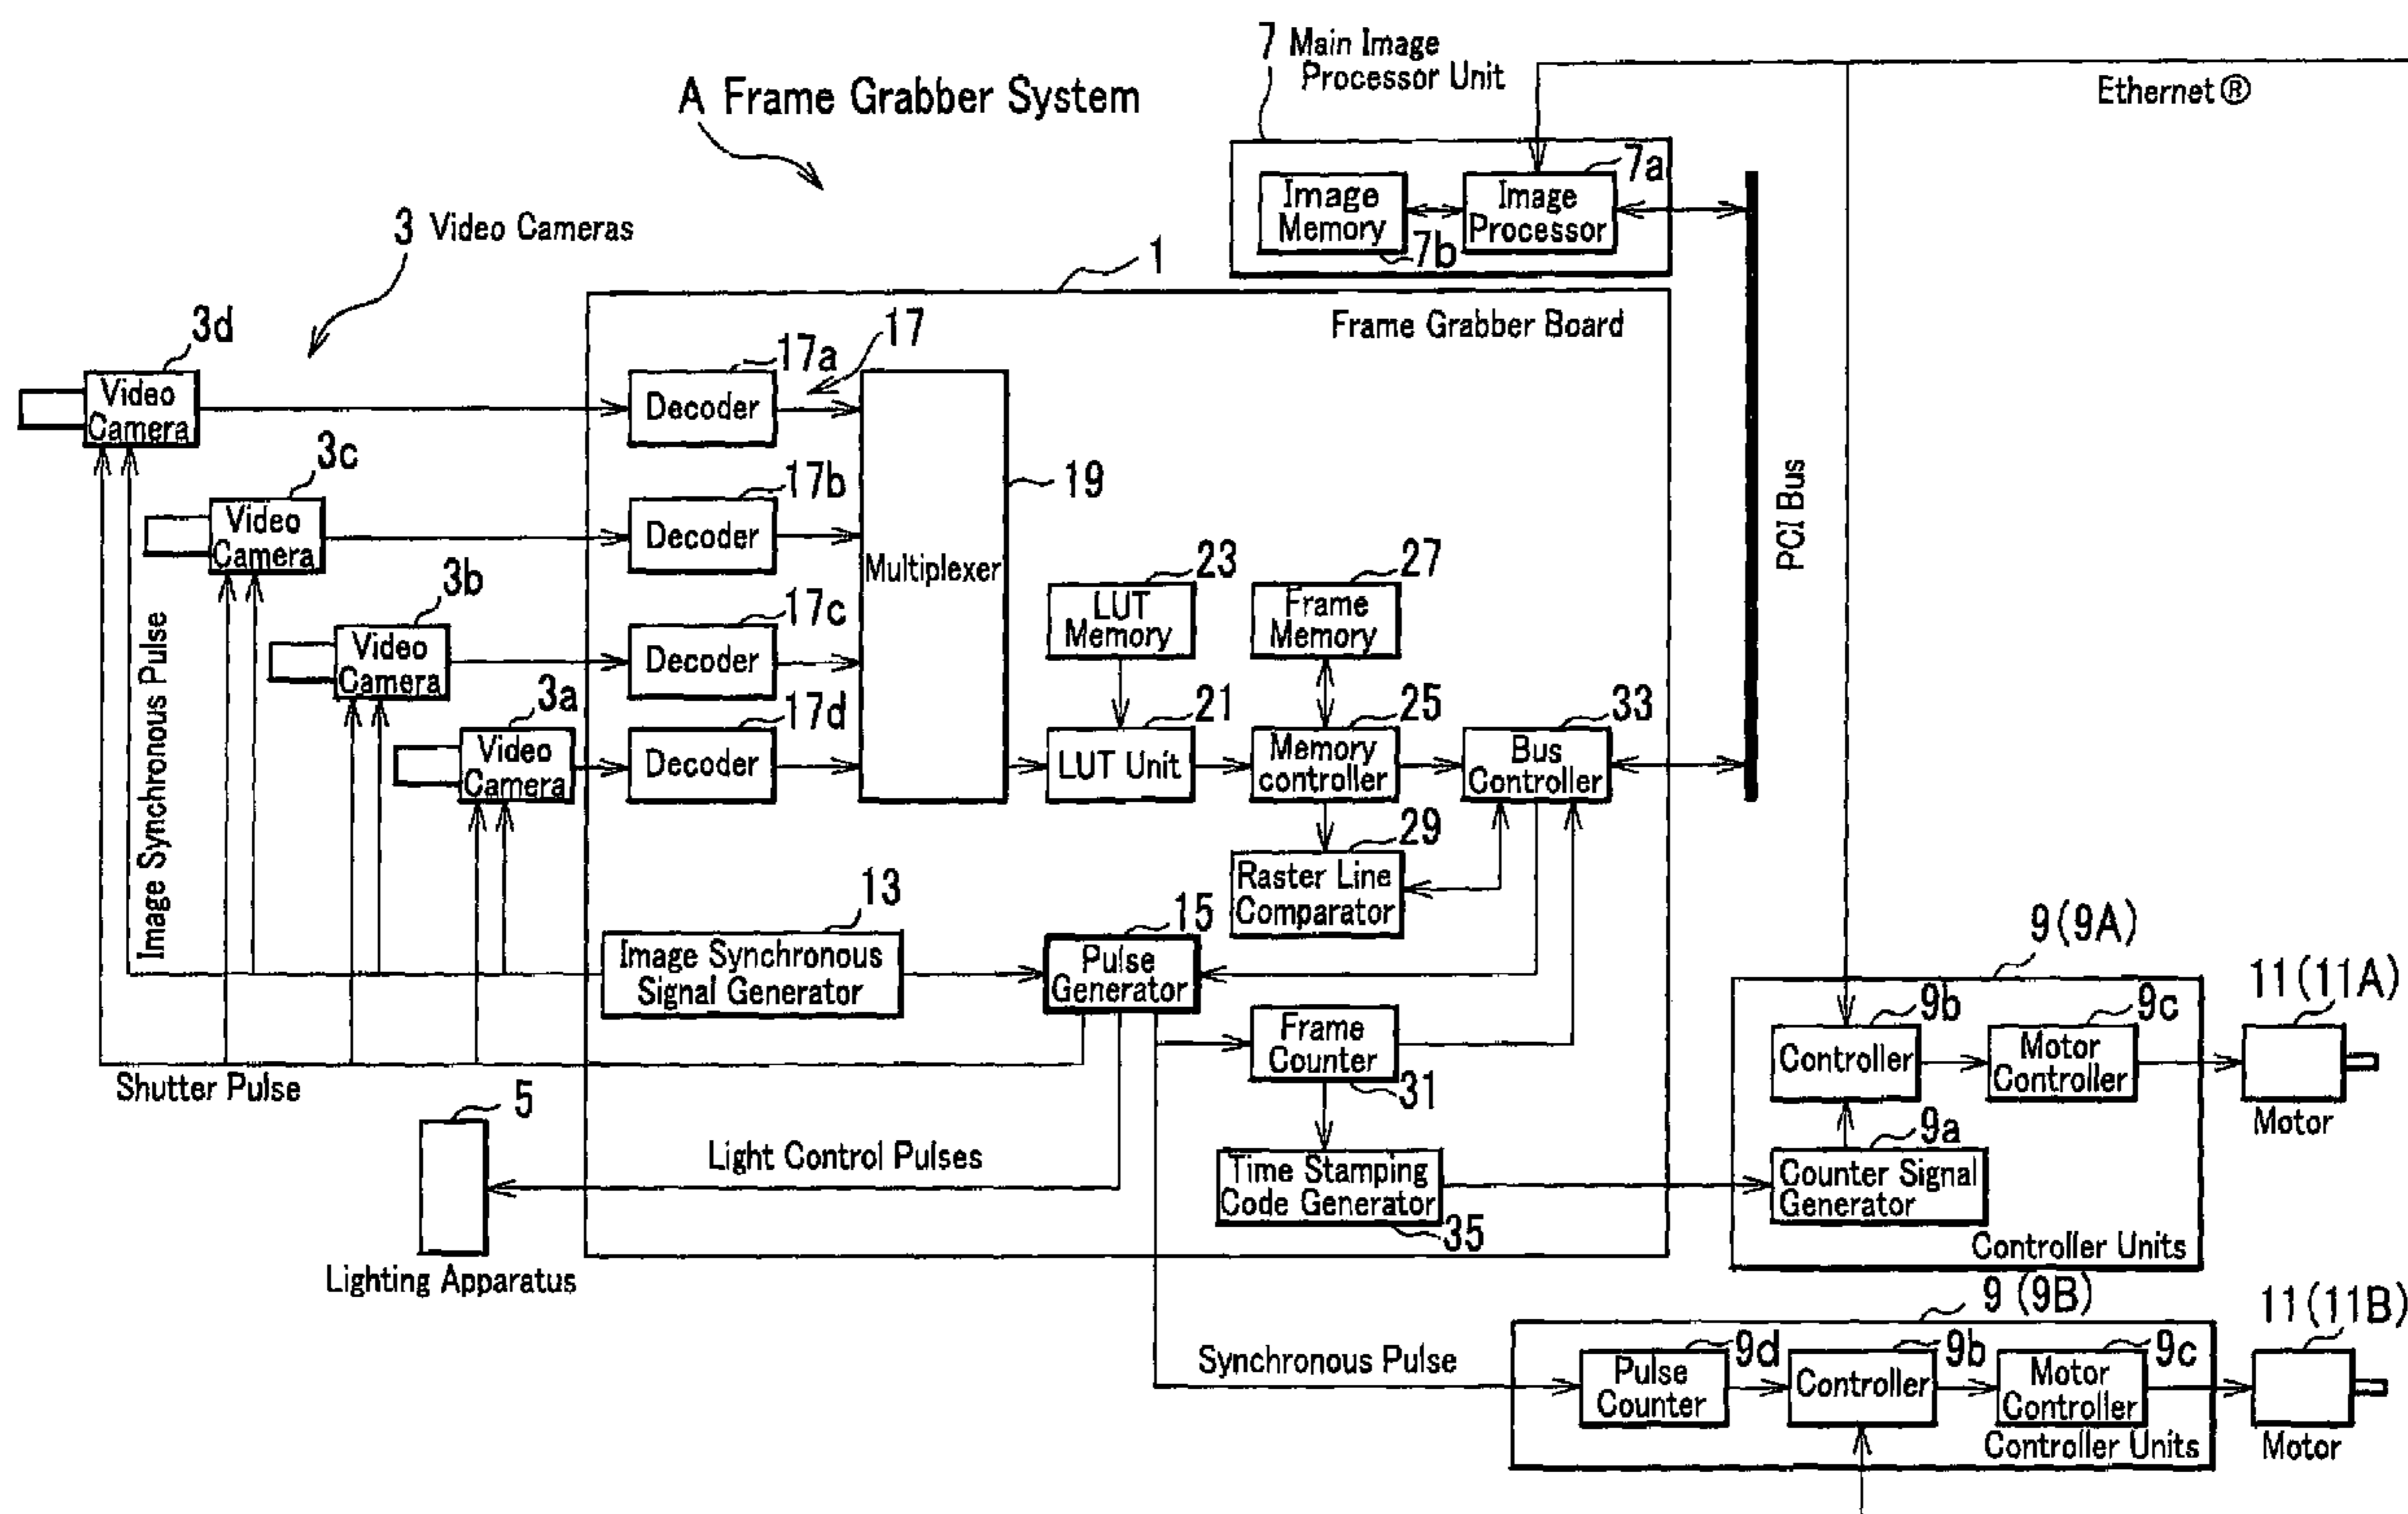 7 Main Image
Processor Unit
Ethernet®
A Frame Grabber System
7a
Image
Memory
Image
Processor
7b
3 Video Cameras
1
Frame Grabber Board
3d
Video
Camera
17a
17
Decoder
3c
Video
Camera
17b
Decoder
19
Multiplexer
PCI Bus
3b
Video
Camera
17c
Decoder
23
LUT
Memory
27
Frame
Memory
3a
Video
Camera
17d
Decoder
21
LUT Unit
25
Memory
controller
33
Bus
Controller
Image Synchronous Pulse
29
Raster Line
Comparator
13
Image Synchronous
Signal Generator
15
Pulse
Generator
9(9A)
11(11A)
Frame
Counter
31
9b
Controller
9c
Motor
Controller
Motor
Shutter Pulse
5
Light Control Pulses
Time Stamping
Code Generator
35
9a
Counter Signal
Generator
Controller Units
Lighting Apparatus
9 (9B)
11(11B)
Synchronous Pulse
9d
Pulse
Counter
9b
Controller
9c
Motor
Controller
Controller Units
Motor